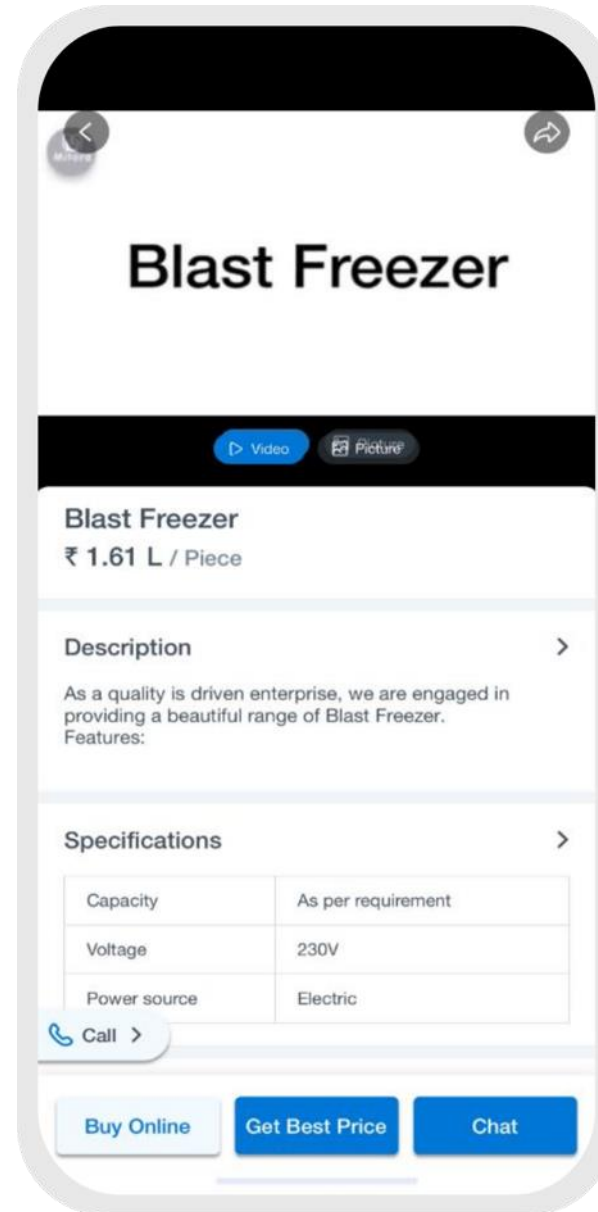 Blast Freezer
Video
Picture
Blast Freezer
₹ 1.61 L / Piece
Description
As a quality is driven enterprise, we are engaged in
providing a beautiful range of Blast Freezer.
Features:
Specifications
Capacity As per requirement
Voltage 230V
Power source Electric
Call
Buy Online Get Best Price Chat